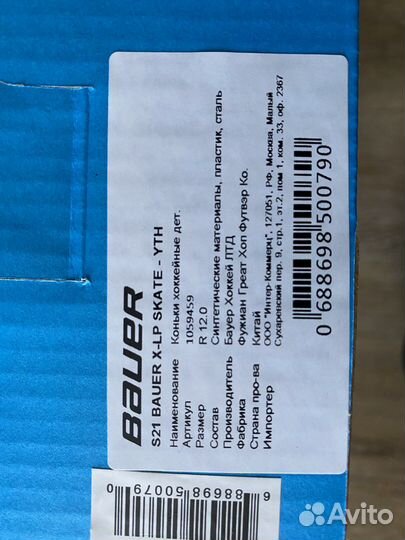 BAUER
S21 BAUER X-LP SKATE - YTH
Наименование Коньки хоккейные дет.
Артикул 1059459
Размер R 12.0
Состав Синтетические материалы, пластик, сталь
Производитель Бауер Хоккей ЛТД
Фабрика Фужиан Греат Хоп Футвэр Ко.
Страна про-ва Китай
Импортер ООО "Интер-Коммерц", 127051, РФ, Москва, Малый
Сухаревский пер. 9, стр.1, эт.2, пом 1, ком. 33, оф. 2367
0 688698 500790
6 88698 50079 0
Avito